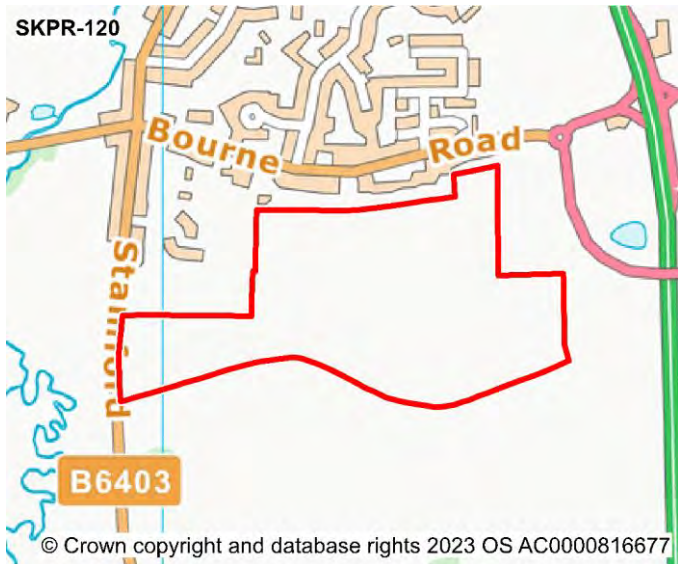 SKPR-120
Bourne Road
Stamford
B6403
© Crown copyright and database rights 2023 OS AC0000816677